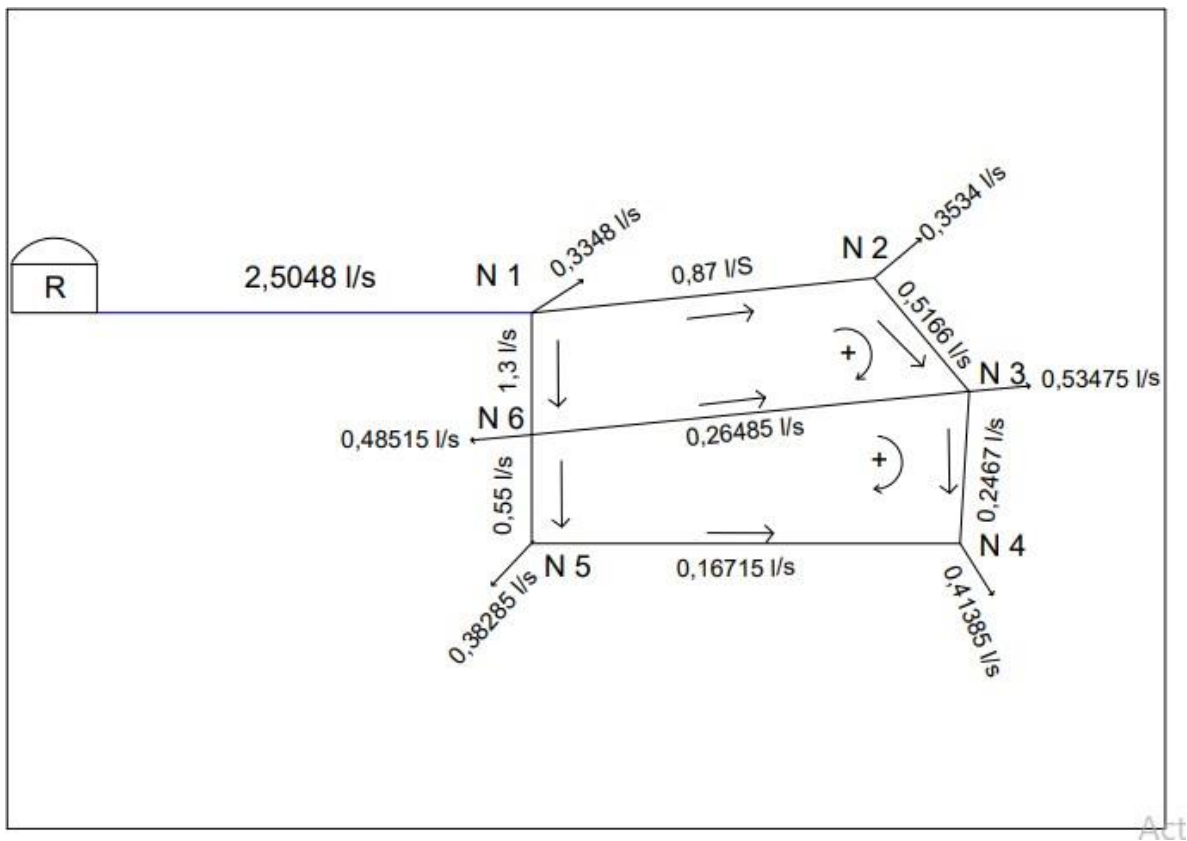 0,3534 l/s
N 2
0,3348 l/s
0,87 l/S
N 1
2,5048 l/s
R
0,5166 l/s
+
N 3
0,53475 l/s
1,3 l/s
N 6
0,26485 l/s
0,48515 l/s
+
0,2467 l/s
0,55 l/s
N 5
0,16715 l/s
N 4
0,38285 l/s
0,41385 l/s
Act